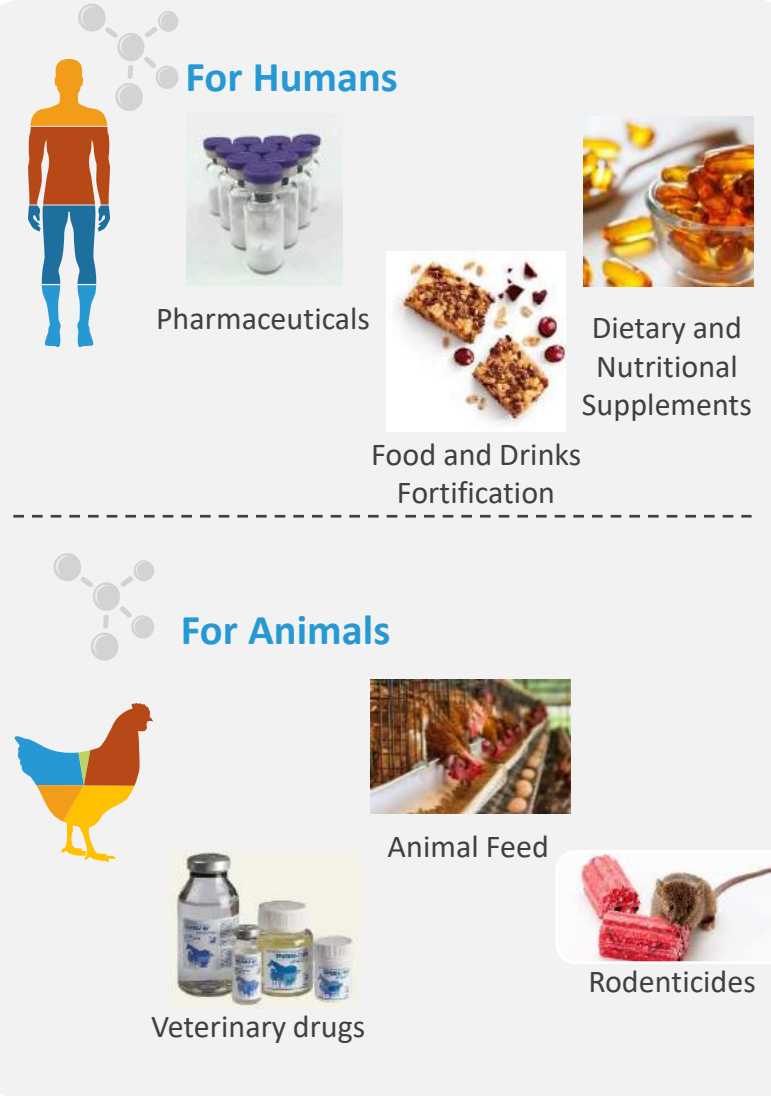 For Humans
Pharmaceuticals
Dietary and
Nutritional
Supplements
Food and Drinks
Fortification
For Animals
Animal Feed
Rodenticides
Veterinary drugs